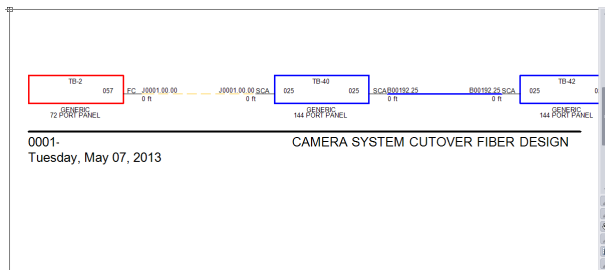 TB-2
057
FC
J0001.00.00
0 ft
GENERIC
72 PORT PANEL
J0001.00.00
SCA
0 ft
TB-40
025
025
GENERIC
144 PORT PANEL
SCA
B00192.25
0 ft
B00192.25
SCA
0 ft
TB-42
025
GENERIC
144 PORT PANEL
0001-
CAMERA SYSTEM CUTOVER FIBER DESIGN
Tuesday, May 07, 2013